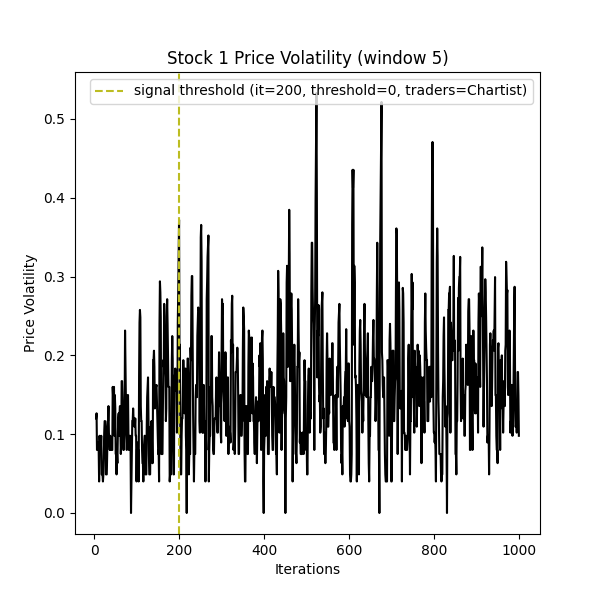 Stock 1 Price Volatility (window 5)
signal threshold (it=200, threshold=0, traders=Chartist)
Price Volatility
0.5
0.4
0.3
0.2
0.1
0.0
0 200 400 600 800 1000
Iterations